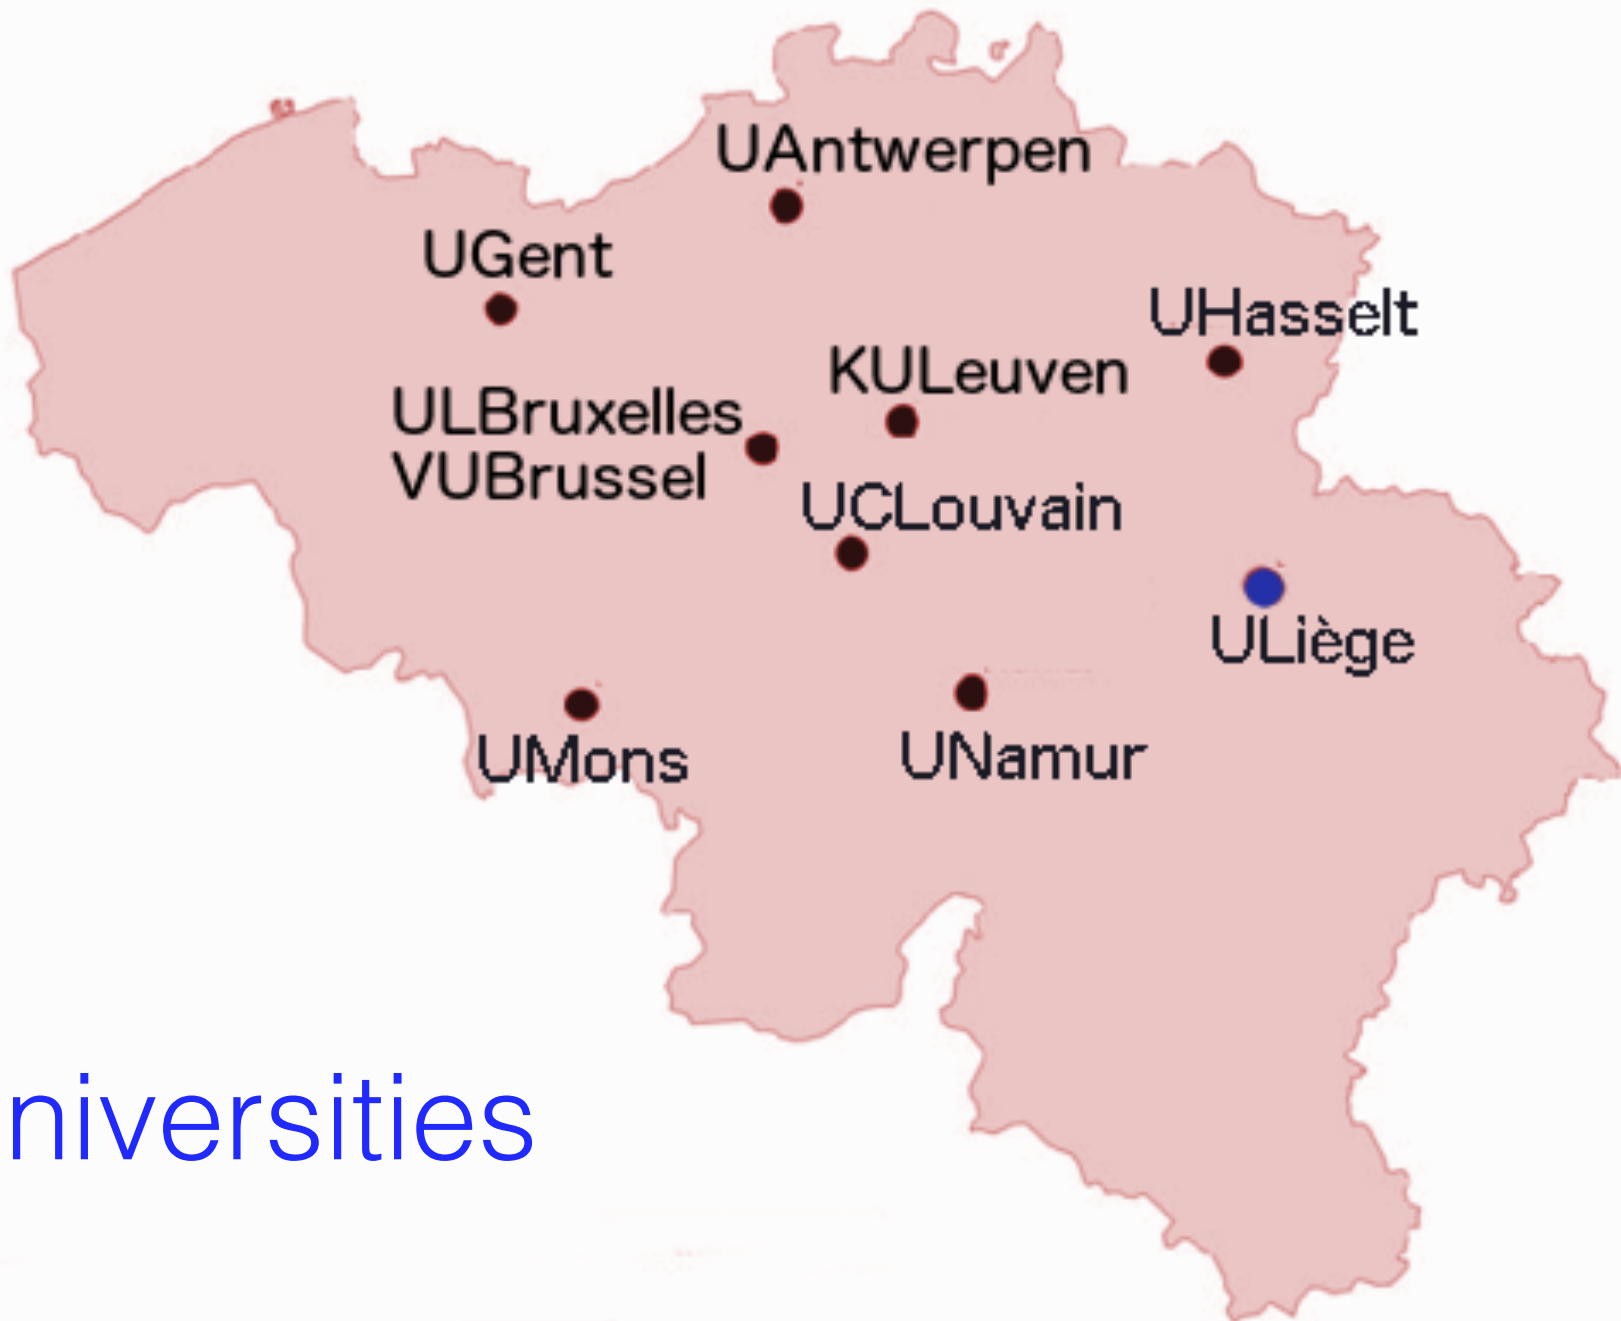 UAntwerpen
UGent
UHasselt
KULeuven
ULBruxelles
VUBrussel
UCLouvain
ULiège
UMons
UNamur
niversities